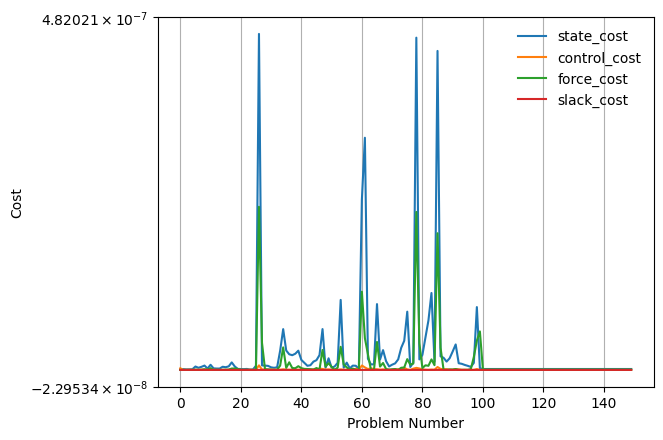 4.82021 × 10⁻⁷
state_cost
control_cost
force_cost
slack_cost
Cost
−2.29534 × 10⁻⁸
0 20 40 60 80 100 120 140
Problem Number